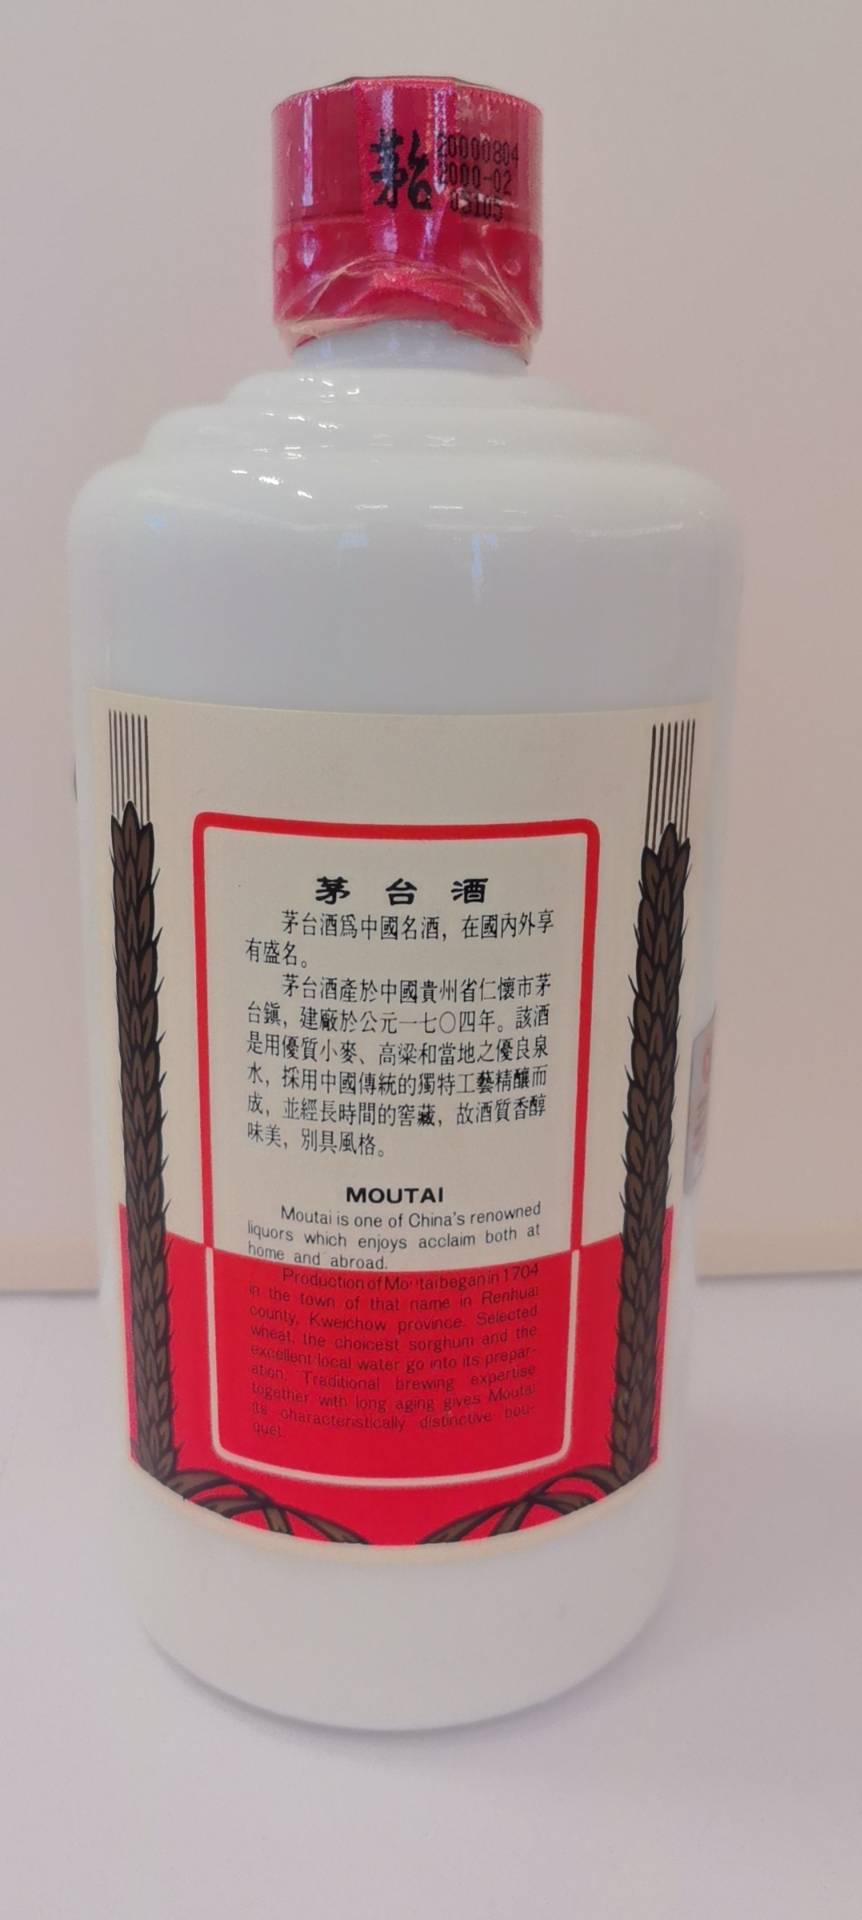 茅台
20000804
2000-02
05105
茅台酒
茅台酒爲中國名酒，在國內外享
有盛名。
茅台酒產於中國貴州省仁懷市茅
台鎮，建廠於公元一七〇四年。該酒
是用優質小麥、高粱和當地之優良泉
水，採用中國傳統的獨特工藝精釀而
成，並經長時間的窖藏，故酒質香醇
味美，別具風格。
MOUTAI
Moutai is one of China's renowned
liquors which enjoys acclaim both at
home and abroad.
Production of Moutai began in 1704
in the town of that name in Renhuai
county, Kweichow province. Selected
wheat, the choicest sorghum and the
excellent local water go into its prepar-
ation. Traditional brewing expertise
together with long aging gives Moutai
its characteristically distinctive bou-
quet.